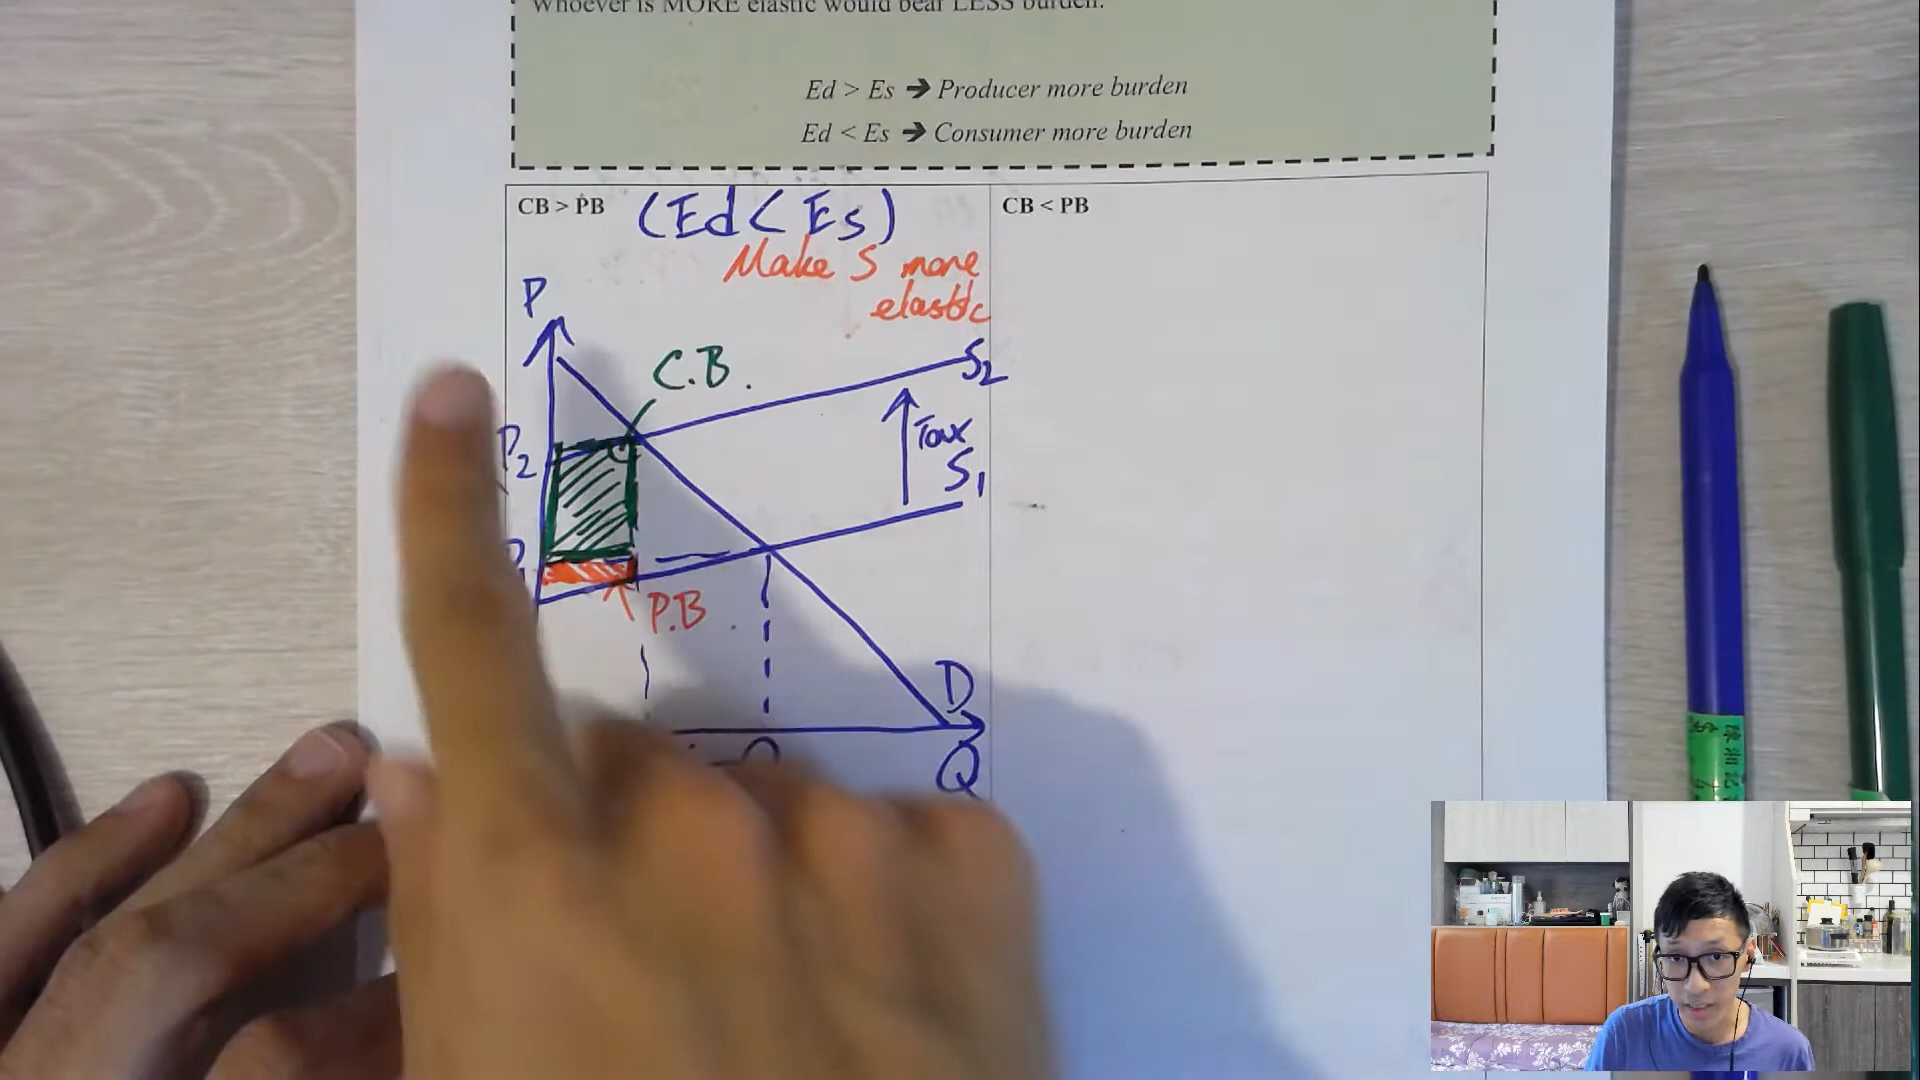 Whoever is MORE elastic would bear LESS burden.
Ed > Es ➔ Producer more burden
Ed < Es ➔ Consumer more burden
CB > PB (Ed < Es)
Make S more
elastic
CB < PB
P
C.B.
S2
P2
Tax
S1
P.B
D
Q